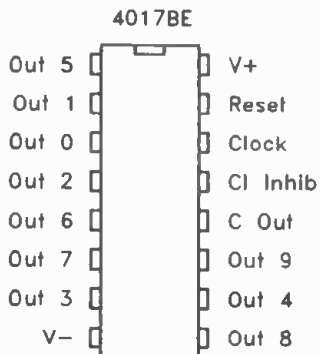 4017BE
Out 5 V+
Out 1 Reset
Out 0 Clock
Out 2 Cl Inhib
Out 6 C Out
Out 7 Out 9
Out 3 Out 4
V- Out 8